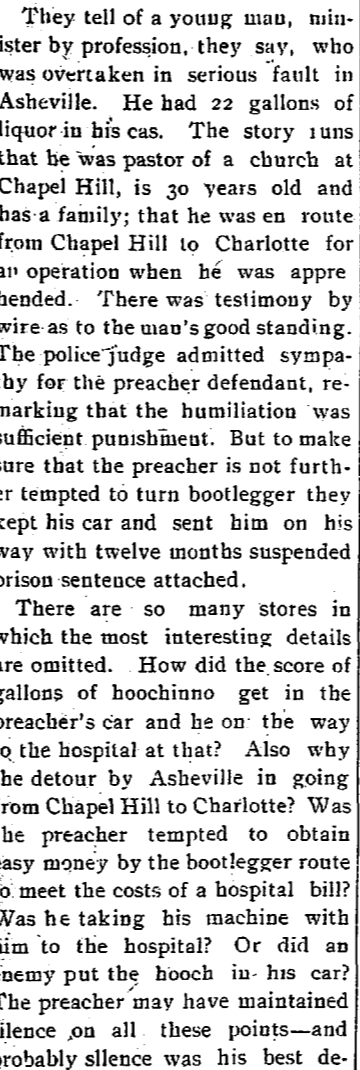 They tell of a young man, min-
ister by profession, they say, who
was overtaken in serious fault in
Asheville. He had 22 gallons of
liquor in his cas. The story runs
that he was pastor of a church at
Chapel Hill, is 30 years old and
has a family; that he was en route
from Chapel Hill to Charlotte for
an operation when he was appre
hended. There was testimony by
wire as to the man's good standing.
The police judge admitted sympa-
thy for the preacher defendant, re-
marking that the humiliation was
sufficient punishment. But to make
sure that the preacher is not furth-
er tempted to turn bootlegger they
kept his car and sent him on his
way with twelve months suspended
prison sentence attached.
There are so many stores in
which the most interesting details
are omitted. How did the score of
gallons of hoochinno get in the
preacher's car and he on the way
to the hospital at that? Also why
the detour by Asheville in going
from Chapel Hill to Charlotte? Was
the preacher tempted to obtain
easy money by the bootlegger route
to meet the costs of a hospital bill?
Was he taking his machine with
him to the hospital? Or did an
enemy put the hooch in his car?
The preacher may have maintained
silence on all these points—and
probably silence was his best de-